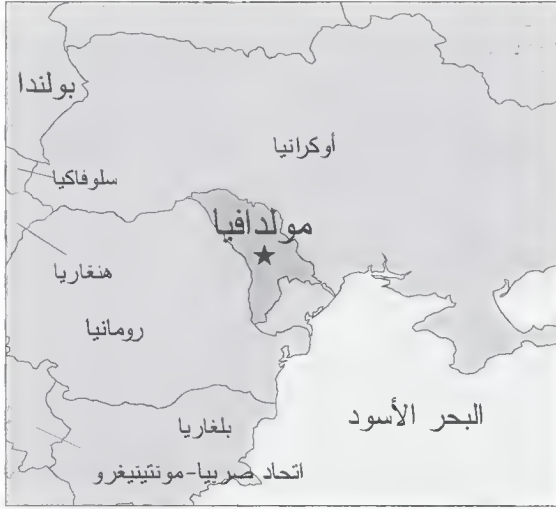 بولندا
أوكرانيا
سلوفاكيا
مولدافيا
هنغاريا
رومانيا
البحر الأسود
بلغاريا
اتحاد صربيا-مونتينيغرو